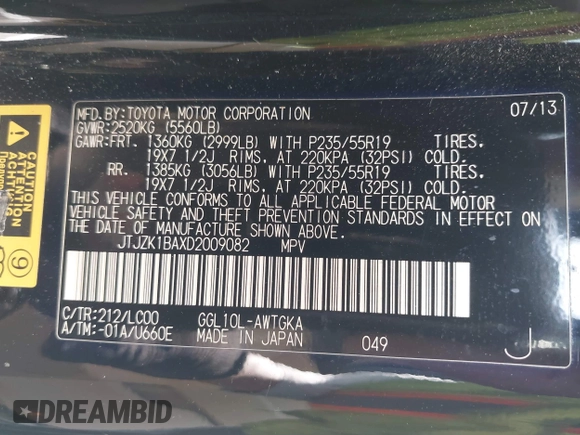 MFD.BY:TOYOTA MOTOR CORPORATION 07/13
GVWR:2520KG (5560LB)
GAWR:FRT. 1360KG (2999LB) WITH P235/55R19 TIRES.
19X7 1/2J RIMS. AT 220KPA (32PSI) COLD.
RR. 1385KG (3056LB) WITH P235/55R19 TIRES.
19X7 1/2J RIMS. AT 220KPA (32PSI) COLD.
THIS VEHICLE CONFORMS TO ALL APPLICABLE FEDERAL MOTOR
VEHICLE SAFETY AND THEFT PREVENTION STANDARDS IN EFFECT ON
THE DATE OF MANUFACTURE SHOWN ABOVE.
JTJZK1BAXD2009082 MPV
C/TR:212/LC00 GGL10L-AWTGKA
A/TM:-01A/U660E MADE IN JAPAN 049 J
CAUTION
ATTENTION
9
DREAMBID